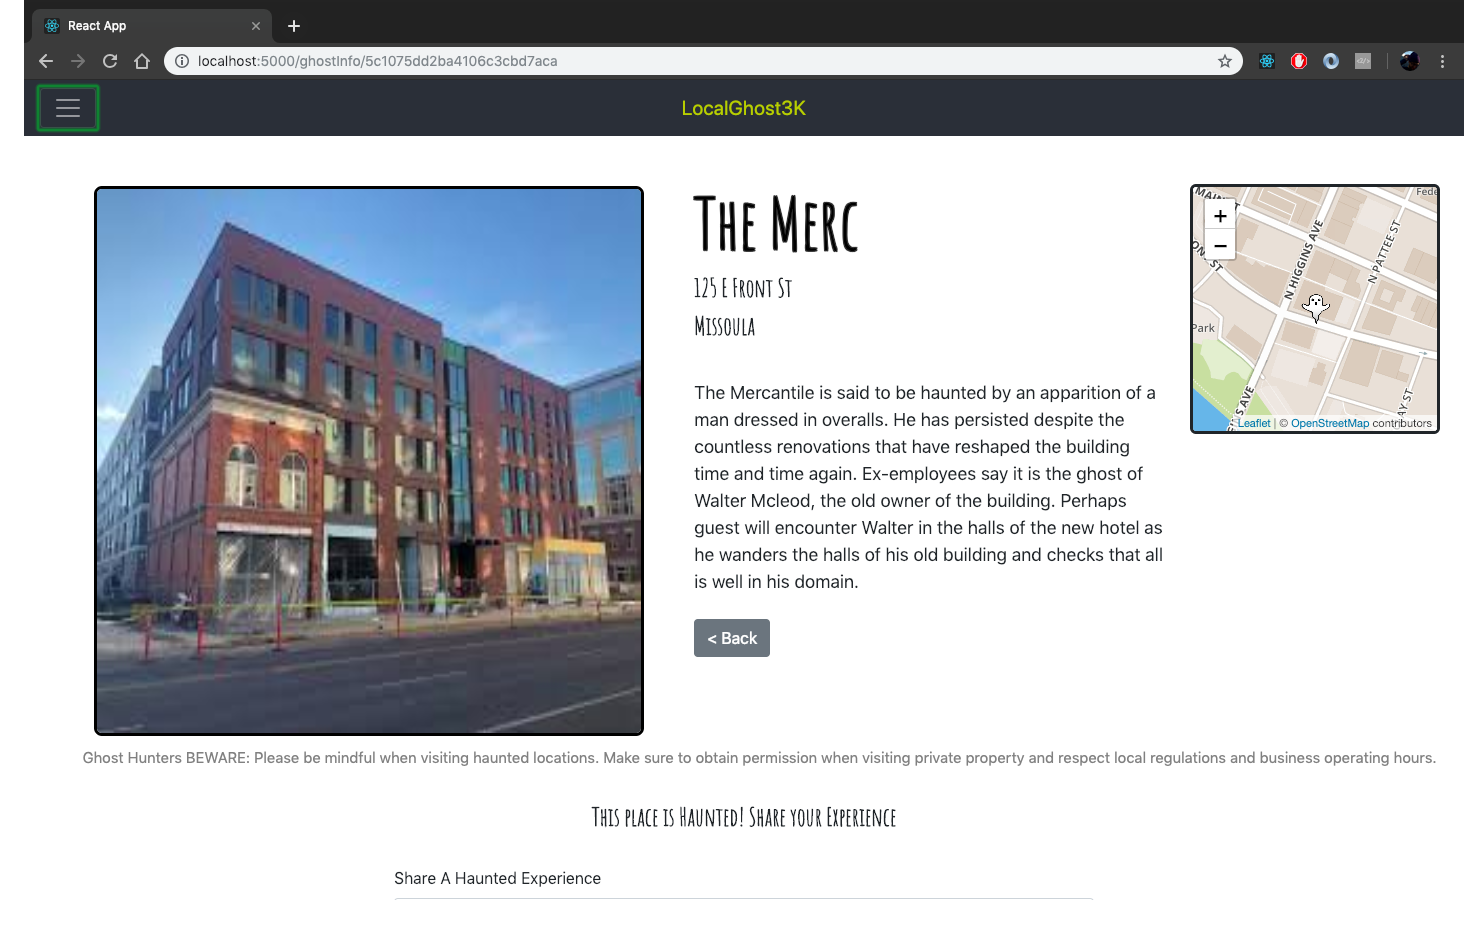 React App
localhost:5000/ghostInfo/5c1075dd2ba4106c3cbd7aca
LocalGhost3K
The Merc
125 E Front St
Missoula
The Mercantile is said to be haunted by an apparition of a
man dressed in overalls. He has persisted despite the
countless renovations that have reshaped the building
time and time again. Ex-employees say it is the ghost of
Walter Mcleod, the old owner of the building. Perhaps
guest will encounter Walter in the halls of the new hotel as
he wanders the halls of his old building and checks that all
is well in his domain.
< Back
+
−
Fede
N HIGGINS AVE
N PATTEE ST
Park
AY ST
S AVE
Leaflet | © OpenStreetMap contributors
Ghost Hunters BEWARE: Please be mindful when visiting haunted locations. Make sure to obtain permission when visiting private property and respect local regulations and business operating hours.
This place is Haunted! Share your Experience
Share A Haunted Experience